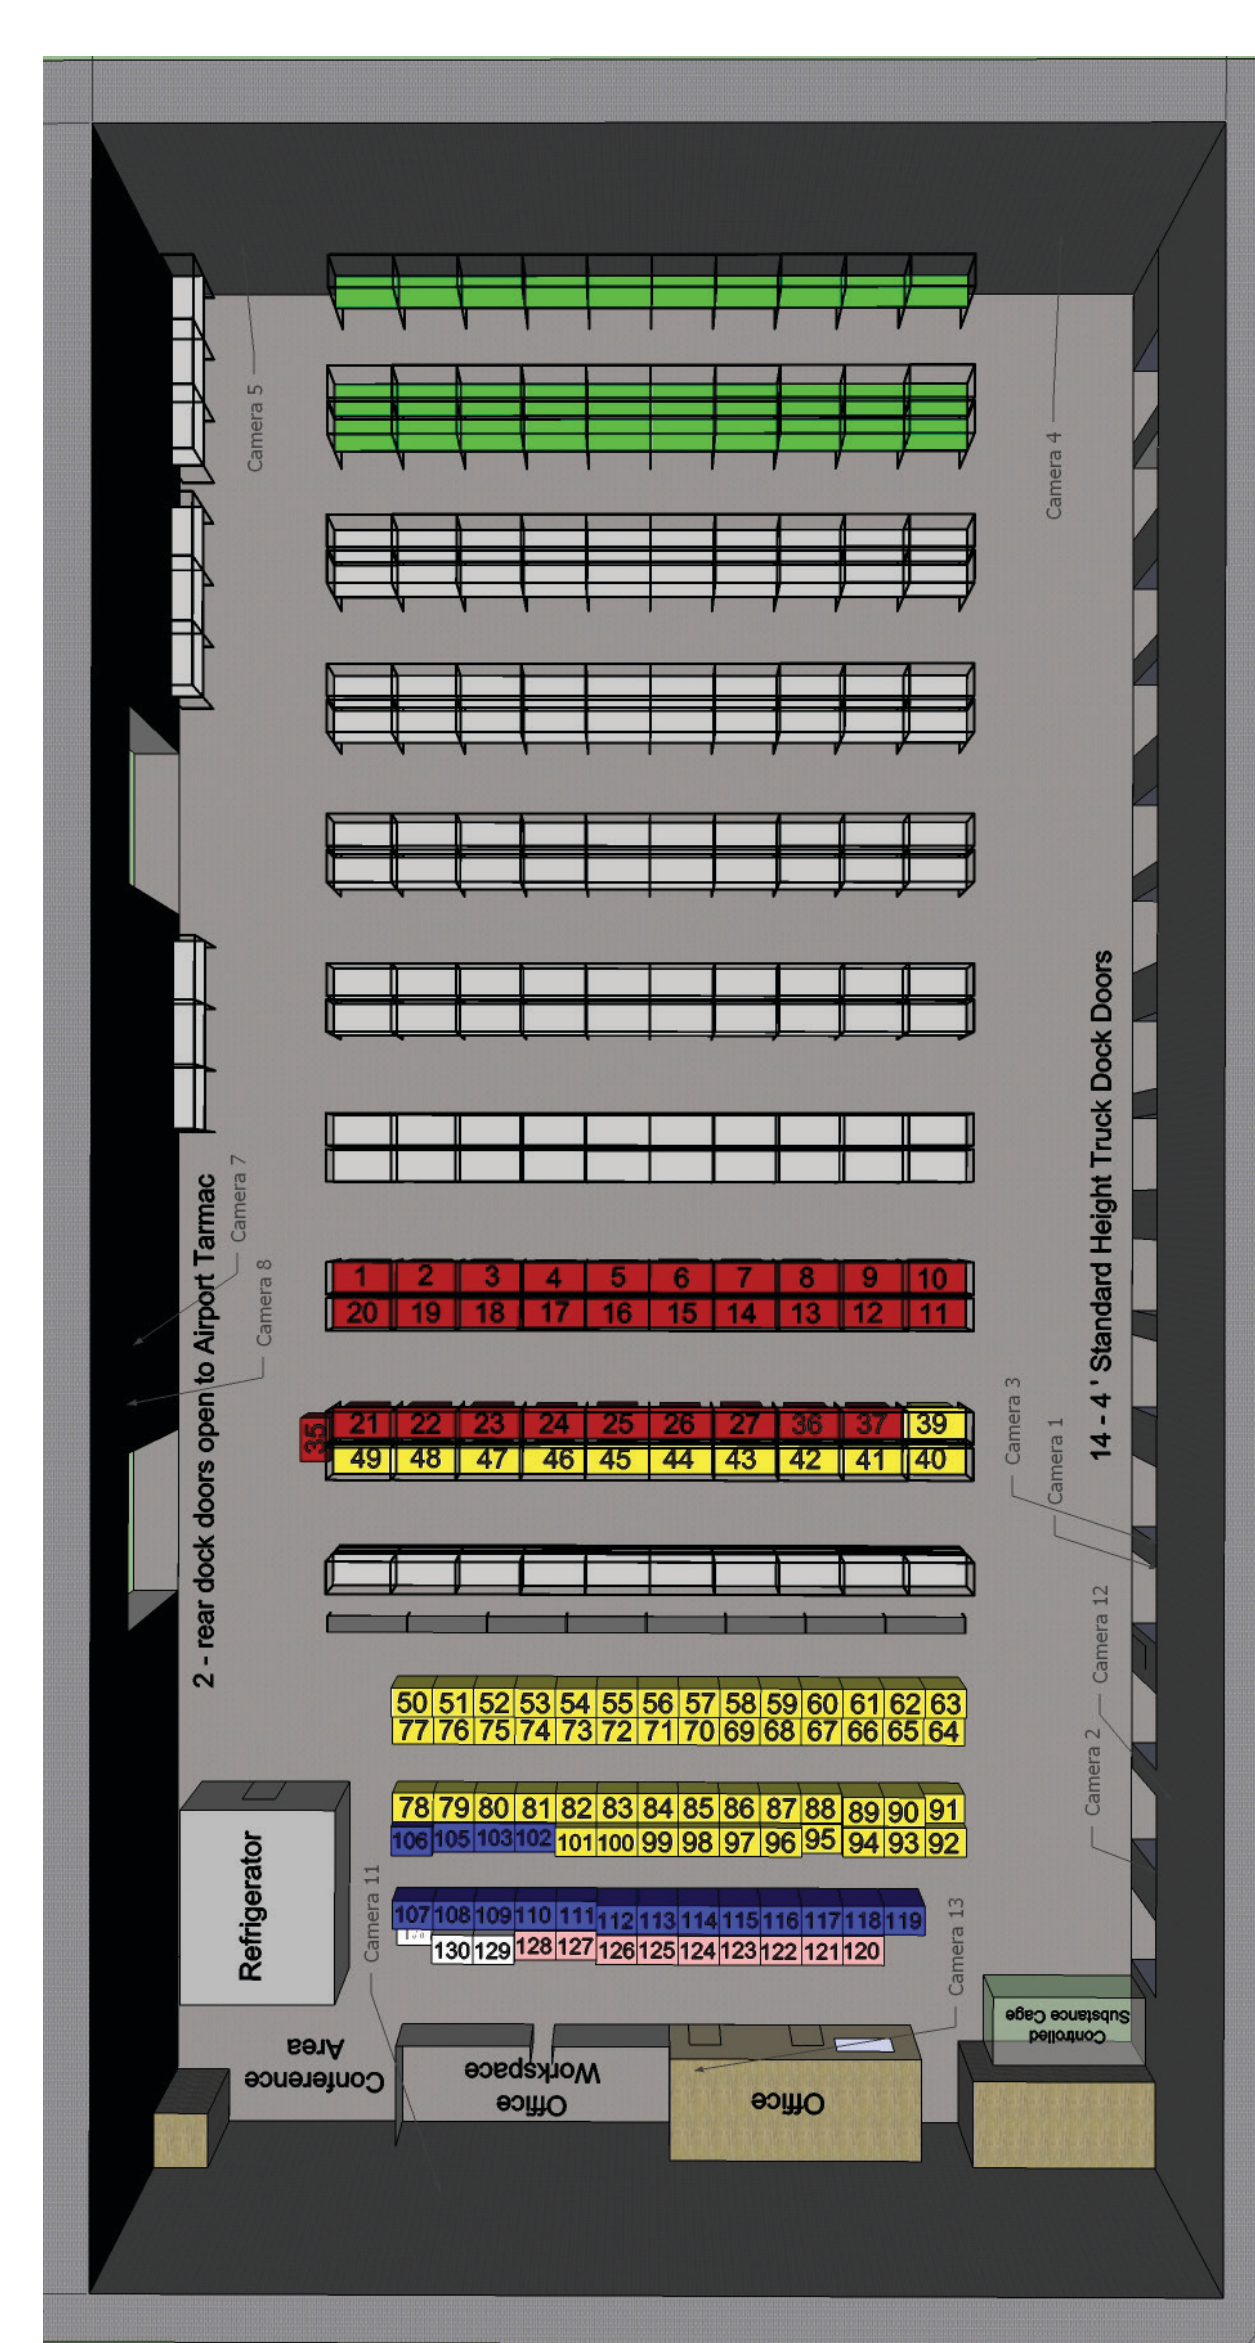 Camera 5
Camera 4
Camera 7
Camera 8
2 - rear dock doors open to Airport Tarmac
14 - 4 ' Standard Height Truck Dock Doors
1 2 3 4 5 6 7 8 9 10
20 19 18 17 16 15 14 13 12 11
35
21 22 23 24 25 26 27 36 37 39
49 48 47 46 45 44 43 42 41 40
Camera 3
Camera 1
Camera 12
Camera 2
50 51 52 53 54 55 56 57 58 59 60 61 62 63
77 76 75 74 73 72 71 70 69 68 67 66 65 64
78 79 80 81 82 83 84 85 86 87 88 89 90 91
106 105 103 102 101 100 99 98 97 96 95 94 93 92
Refrigerator
Camera 11
107 108 109 110 111 112 113 114 115 116 117 118 119
130 129 128 127 126 125 124 123 122 121 120
Camera 13
Controlled
Substance Cage
Conference
Area
Office
Workspace
Office